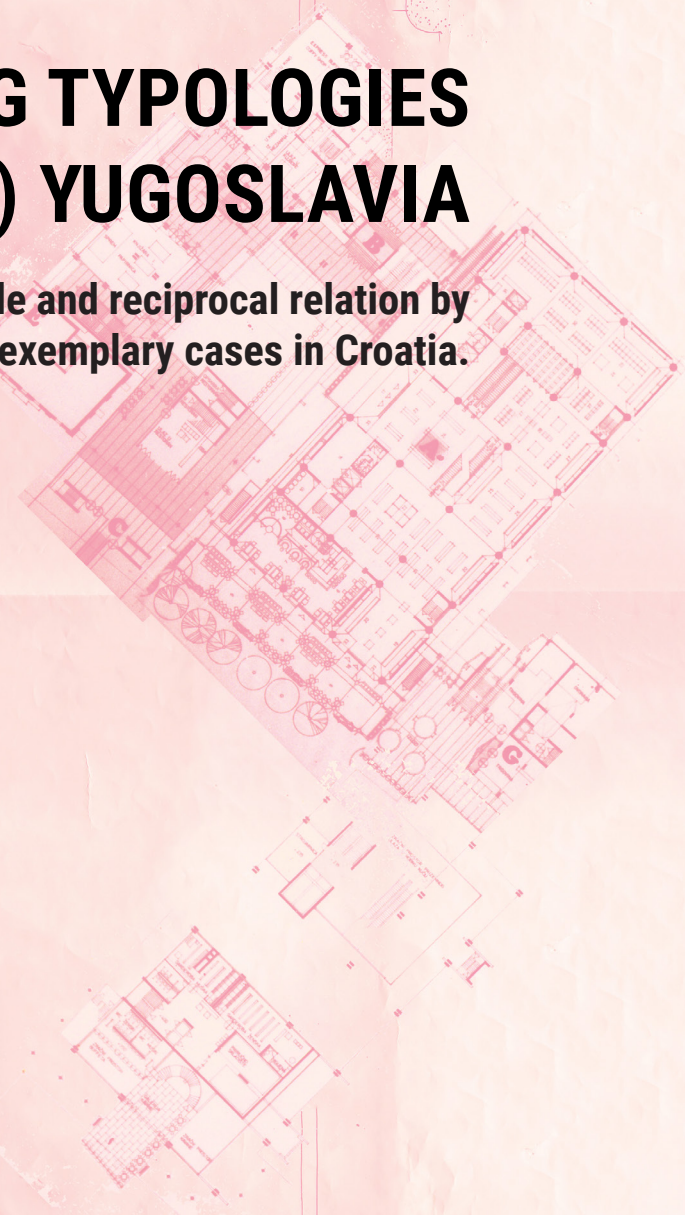 G TYPOLOGIES
) YUGOSLAVIA
le and reciprocal relation by
exemplary cases in Croatia.
B
A
C
G